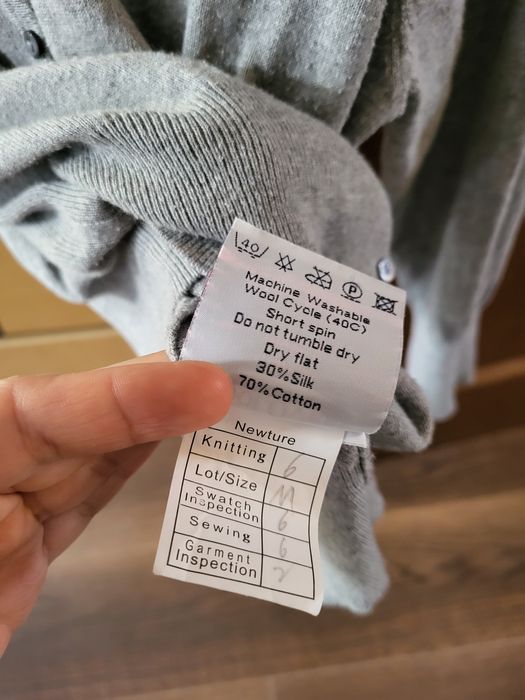 40 P
Machine Washable
Wool Cycle (40C)
Short spin
Do not tumble dry
Dry flat
30%Silk
70%Cotton
Newture
Knitting 6
Lot/Size M
Swatch Inspection 6
Sewing 6
Garment Inspection 2